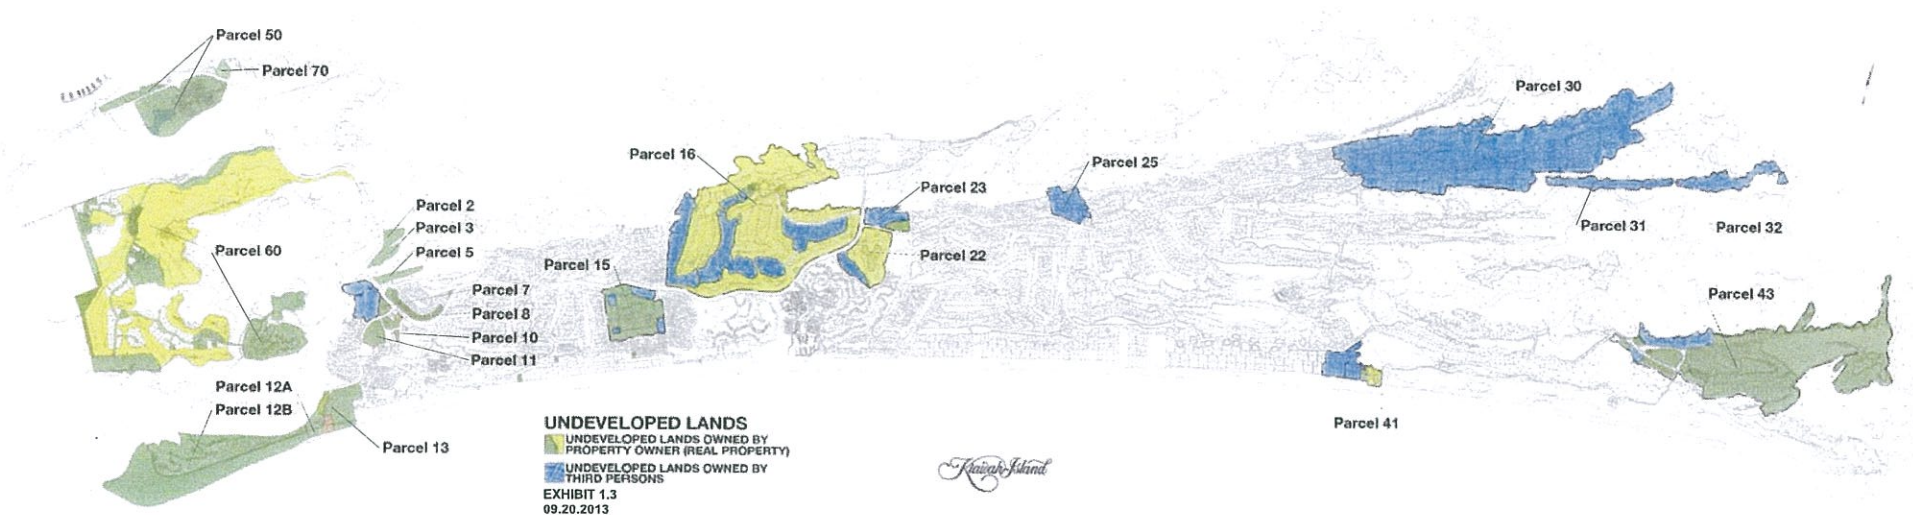 Parcel 50
Parcel 70
Parcel 30
Parcel 16
Parcel 25
Parcel 23
Parcel 2
Parcel 3
Parcel 31
Parcel 32
Parcel 60
Parcel 5
Parcel 15
Parcel 22
Parcel 7
Parcel 43
Parcel 8
Parcel 10
Parcel 11
Parcel 12A
Parcel 12B
Parcel 13
Parcel 41
UNDEVELOPED LANDS
UNDEVELOPED LANDS OWNED BY
PROPERTY OWNER (REAL PROPERTY)
UNDEVELOPED LANDS OWNED BY
THIRD PERSONS
EXHIBIT 1.3
09.20.2013
Kiawah Island